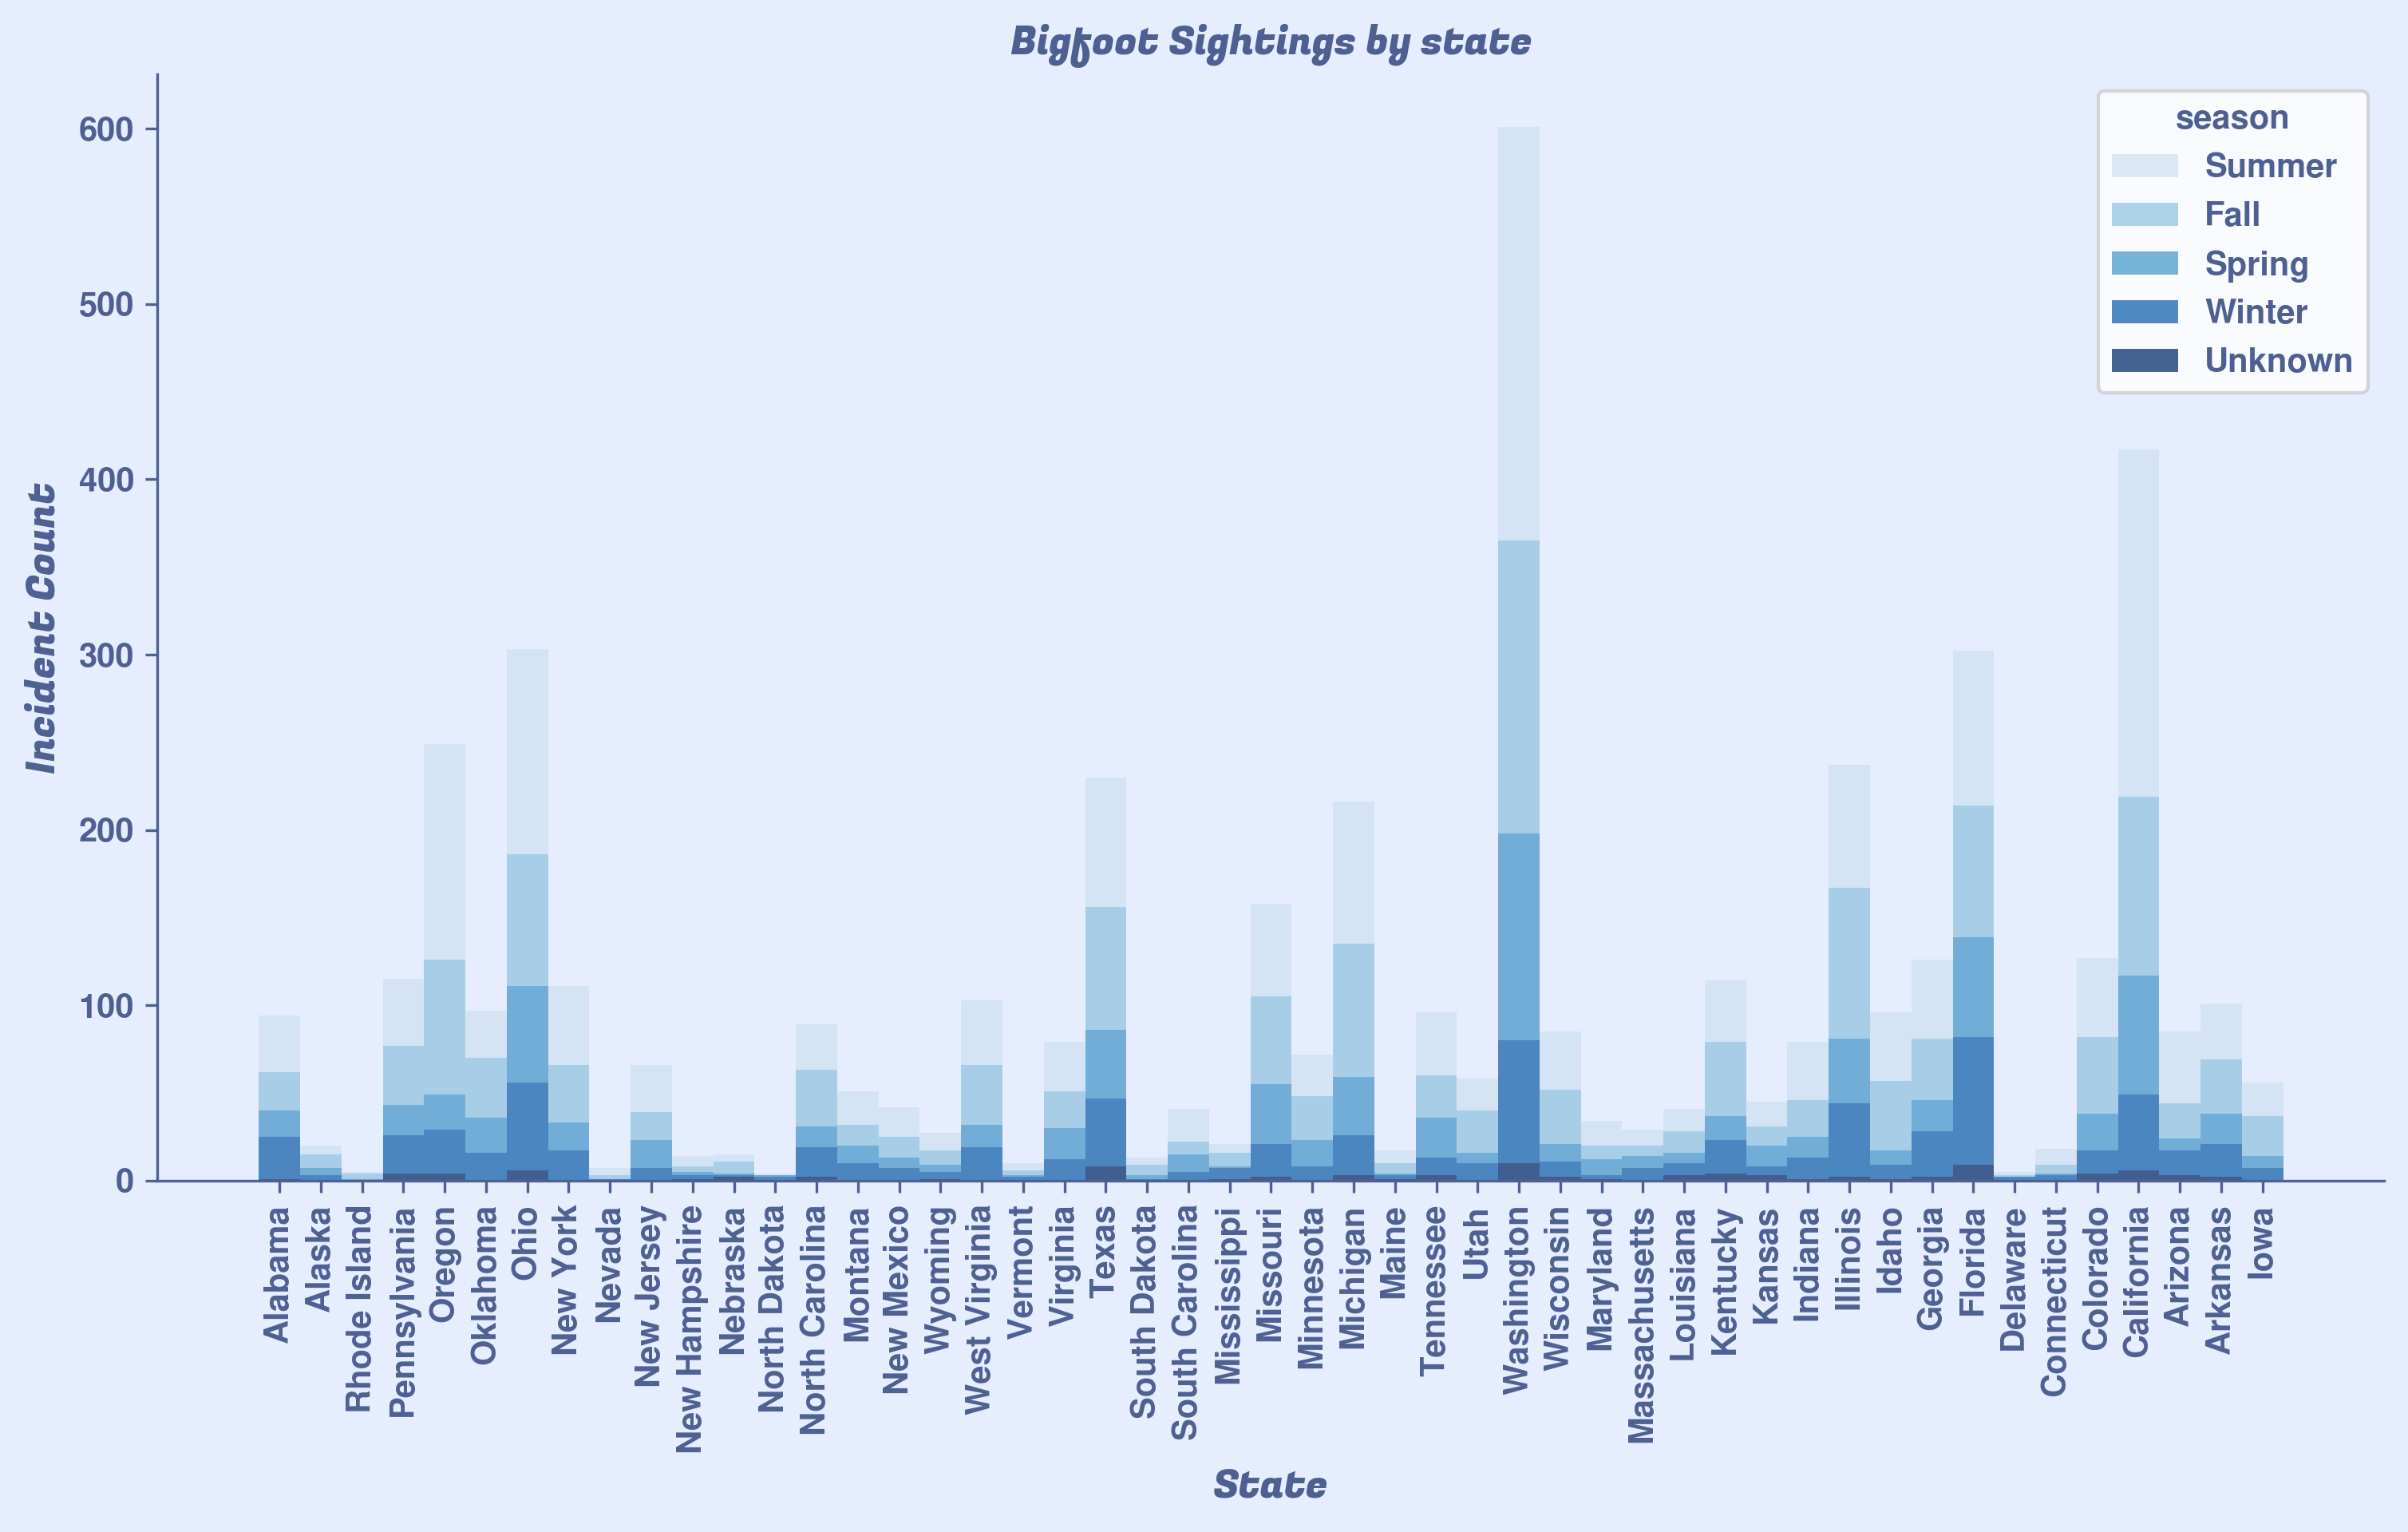 Bigfoot Sightings by state
Incident Count
600
500
400
300
200
100
0
season
Summer
Fall
Spring
Winter
Unknown
Alabama
Alaska
Rhode Island
Pennsylvania
Oregon
Oklahoma
Ohio
New York
Nevada
New Jersey
New Hampshire
Nebraska
North Dakota
North Carolina
Montana
New Mexico
Wyoming
West Virginia
Vermont
Virginia
Texas
South Dakota
South Carolina
Mississippi
Missouri
Minnesota
Michigan
Maine
Tennessee
Utah
Washington
Wisconsin
Maryland
Massachusetts
Louisiana
Kentucky
Kansas
Indiana
Illinois
Idaho
Georgia
Florida
Delaware
Connecticut
Colorado
California
Arizona
Arkansas
Iowa
State